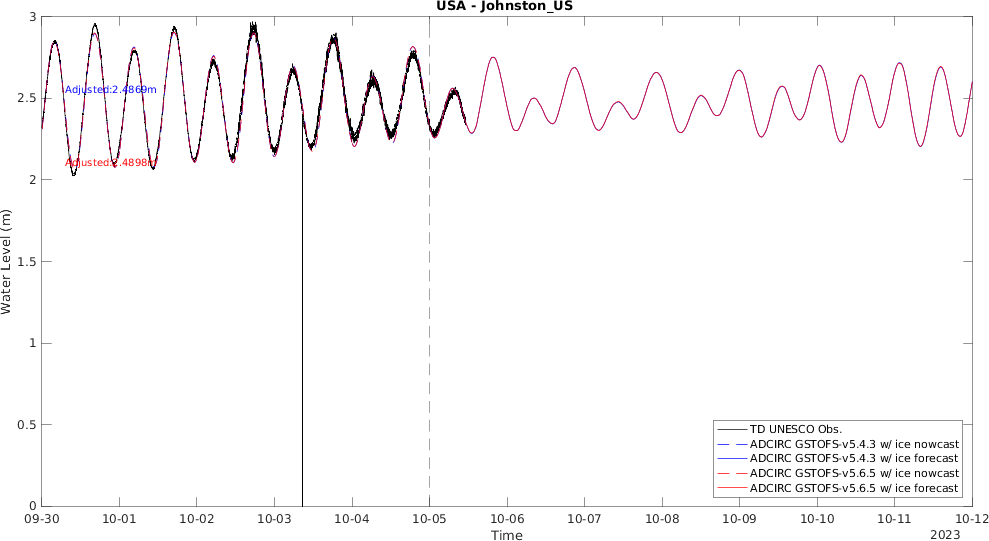 USA - Johnston_US
3
2.5
2
1.5
1
0.5
0
Water Level (m)
Adjusted:2.4869m
Adjusted:2.4898m
09-30
10-01
10-02
10-03
10-04
10-05
10-06
10-07
10-08
10-09
10-10
10-11
10-12
Time
2023
TD UNESCO Obs.
ADCIRC GSTOFS-v5.4.3 w/ ice nowcast
ADCIRC GSTOFS-v5.4.3 w/ ice forecast
ADCIRC GSTOFS-v5.6.5 w/ ice nowcast
ADCIRC GSTOFS-v5.6.5 w/ ice forecast